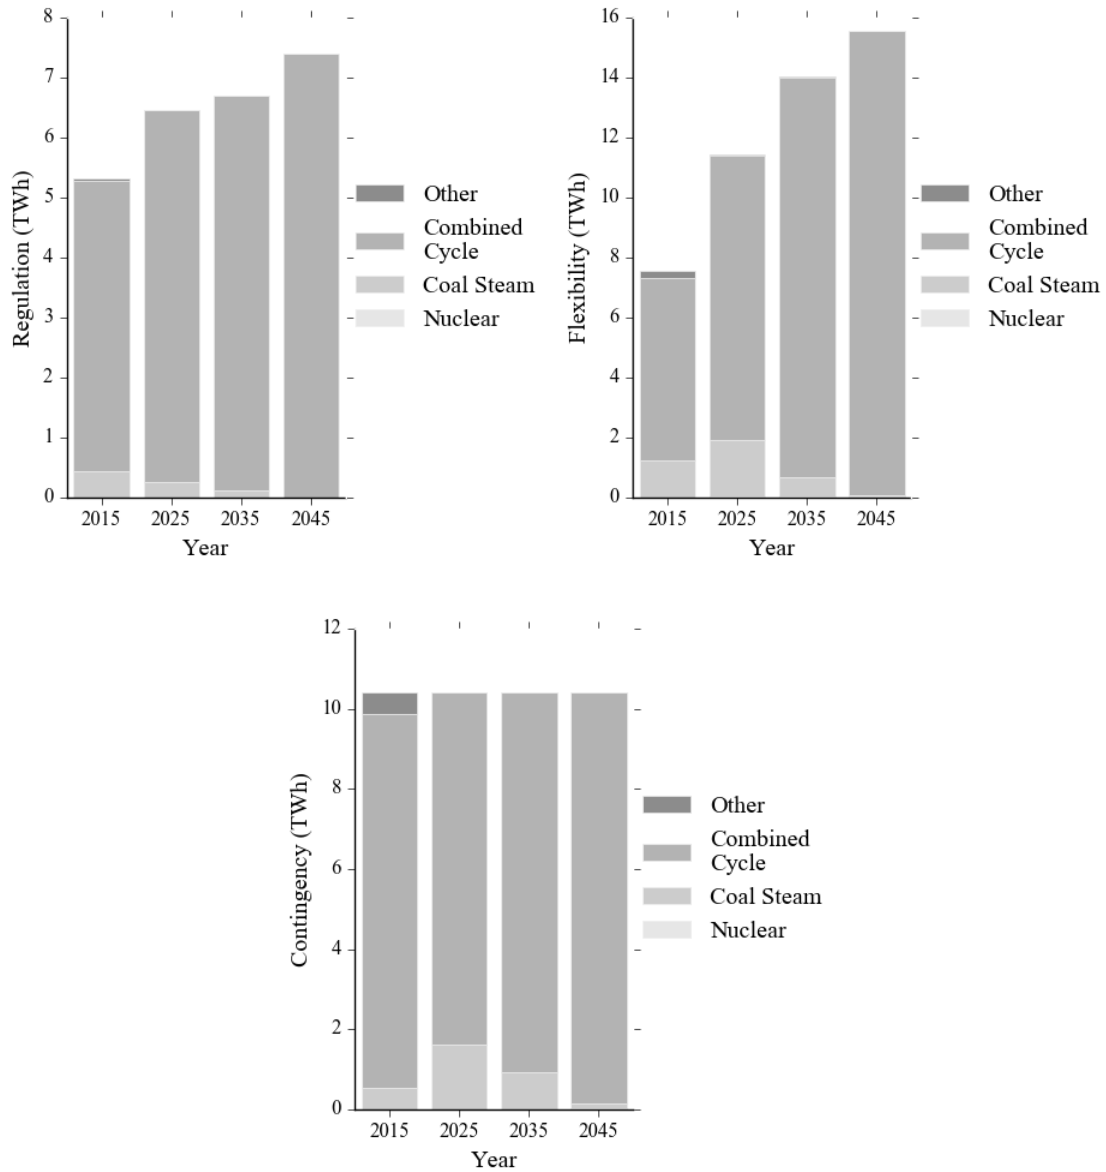 8
7
6
5
4
3
2
1
0
Regulation (TWh)
2015 2025 2035 2045
Year
Other
Combined
Cycle
Coal Steam
Nuclear
16
14
12
10
8
6
4
2
0
Flexibility (TWh)
2015 2025 2035 2045
Year
Other
Combined
Cycle
Coal Steam
Nuclear
12
10
8
6
4
2
0
Contingency (TWh)
2015 2025 2035 2045
Year
Other
Combined
Cycle
Coal Steam
Nuclear